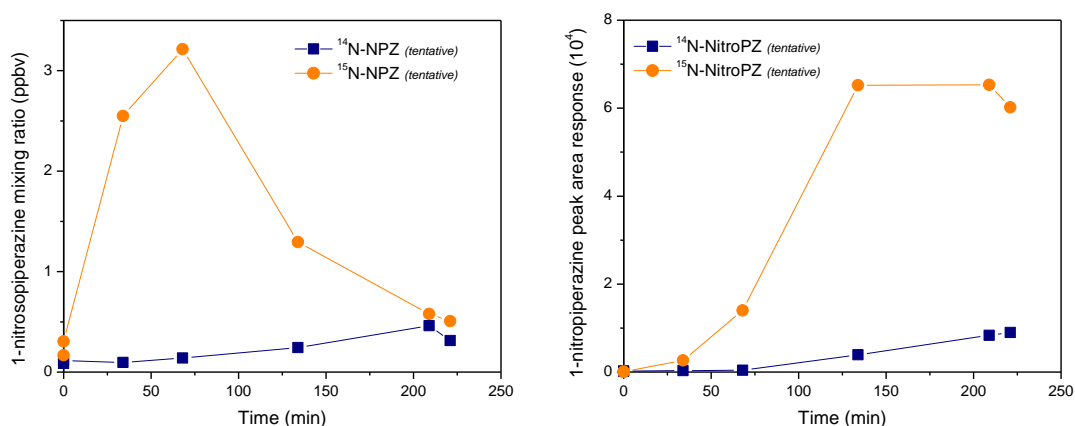 1-nitrosopiperazine mixing ratio (ppbv)
3
2
1
0
0 50 100 150 200 250
Time (min)
¹⁴N-NPZ (tentative)
¹⁵N-NPZ (tentative)
1-nitropiperazine peak area response (10⁴)
8
6
4
2
0
0 50 100 150 200 250
Time (min)
¹⁴N-NitroPZ (tentative)
¹⁵N-NitroPZ (tentative)